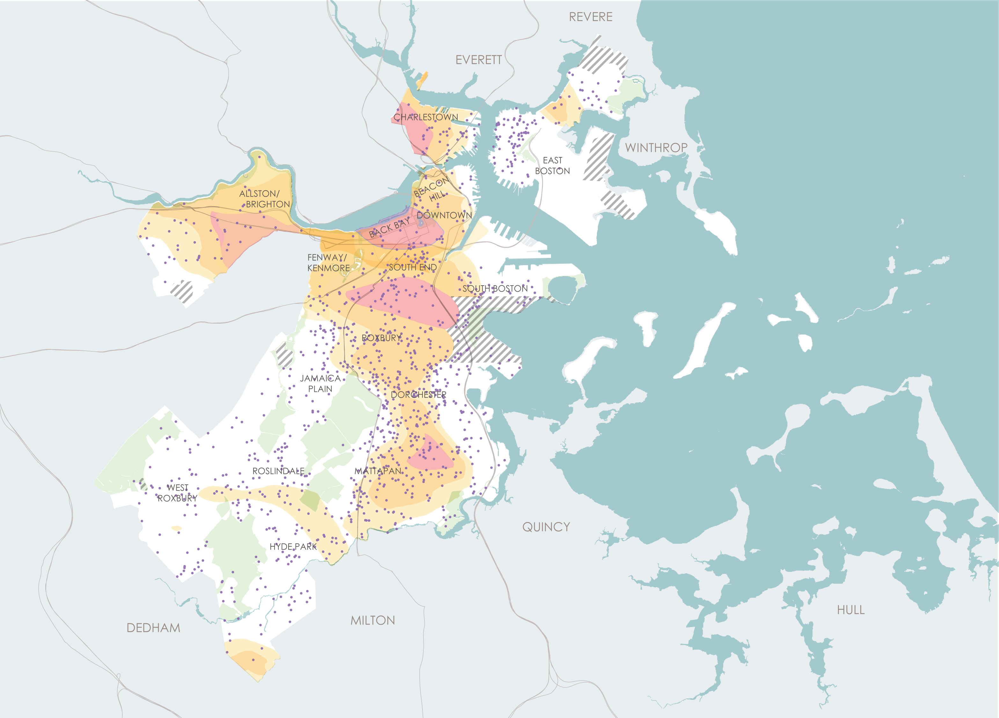 REVERE
EVERETT
CHARLESTOWN
WINTHROP
EAST
BOSTON
BEACON
HILL
ALLSTON/
BRIGHTON
DOWNTOWN
BACK BAY
FENWAY/
KENMORE
SOUTH END
SOUTH BOSTON
ROXBURY
JAMAICA
PLAIN
DORCHESTER
ROSLINDALE
MATTAPAN
WEST
ROXBURY
QUINCY
HYDE PARK
HULL
MILTON
DEDHAM